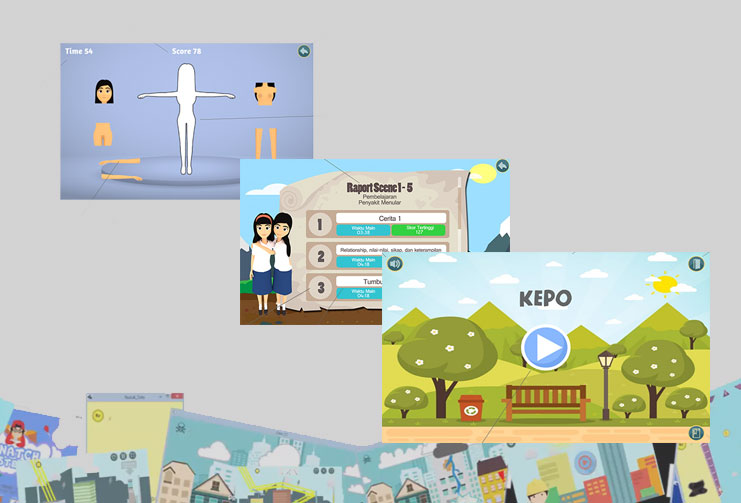 Time 54
Score 78
Raport Scene 1 - 5
Pembelajaran
Penyakit Menular
1
Cerita 1
Waktu Main
03:38
Skor Tertinggi
127
2
Relationship, nilai-nilai, sikap, dan keterampilan
Waktu Main
04:18
3
Tumbu
Waktu Main
04:18
KEPO